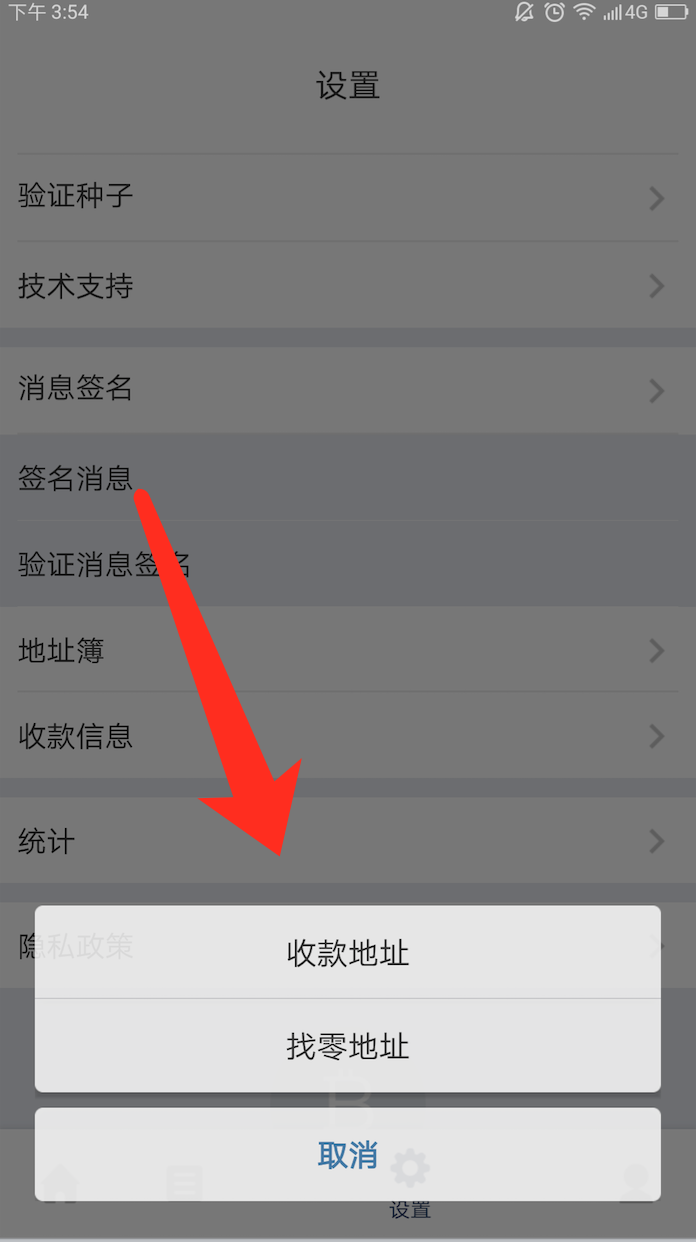 下午 3:54
4G
设置
验证种子
技术支持
消息签名
签名消息
验证消息签名
地址簿
收款信息
统计
隐私政策
收款地址
找零地址
取消
设置